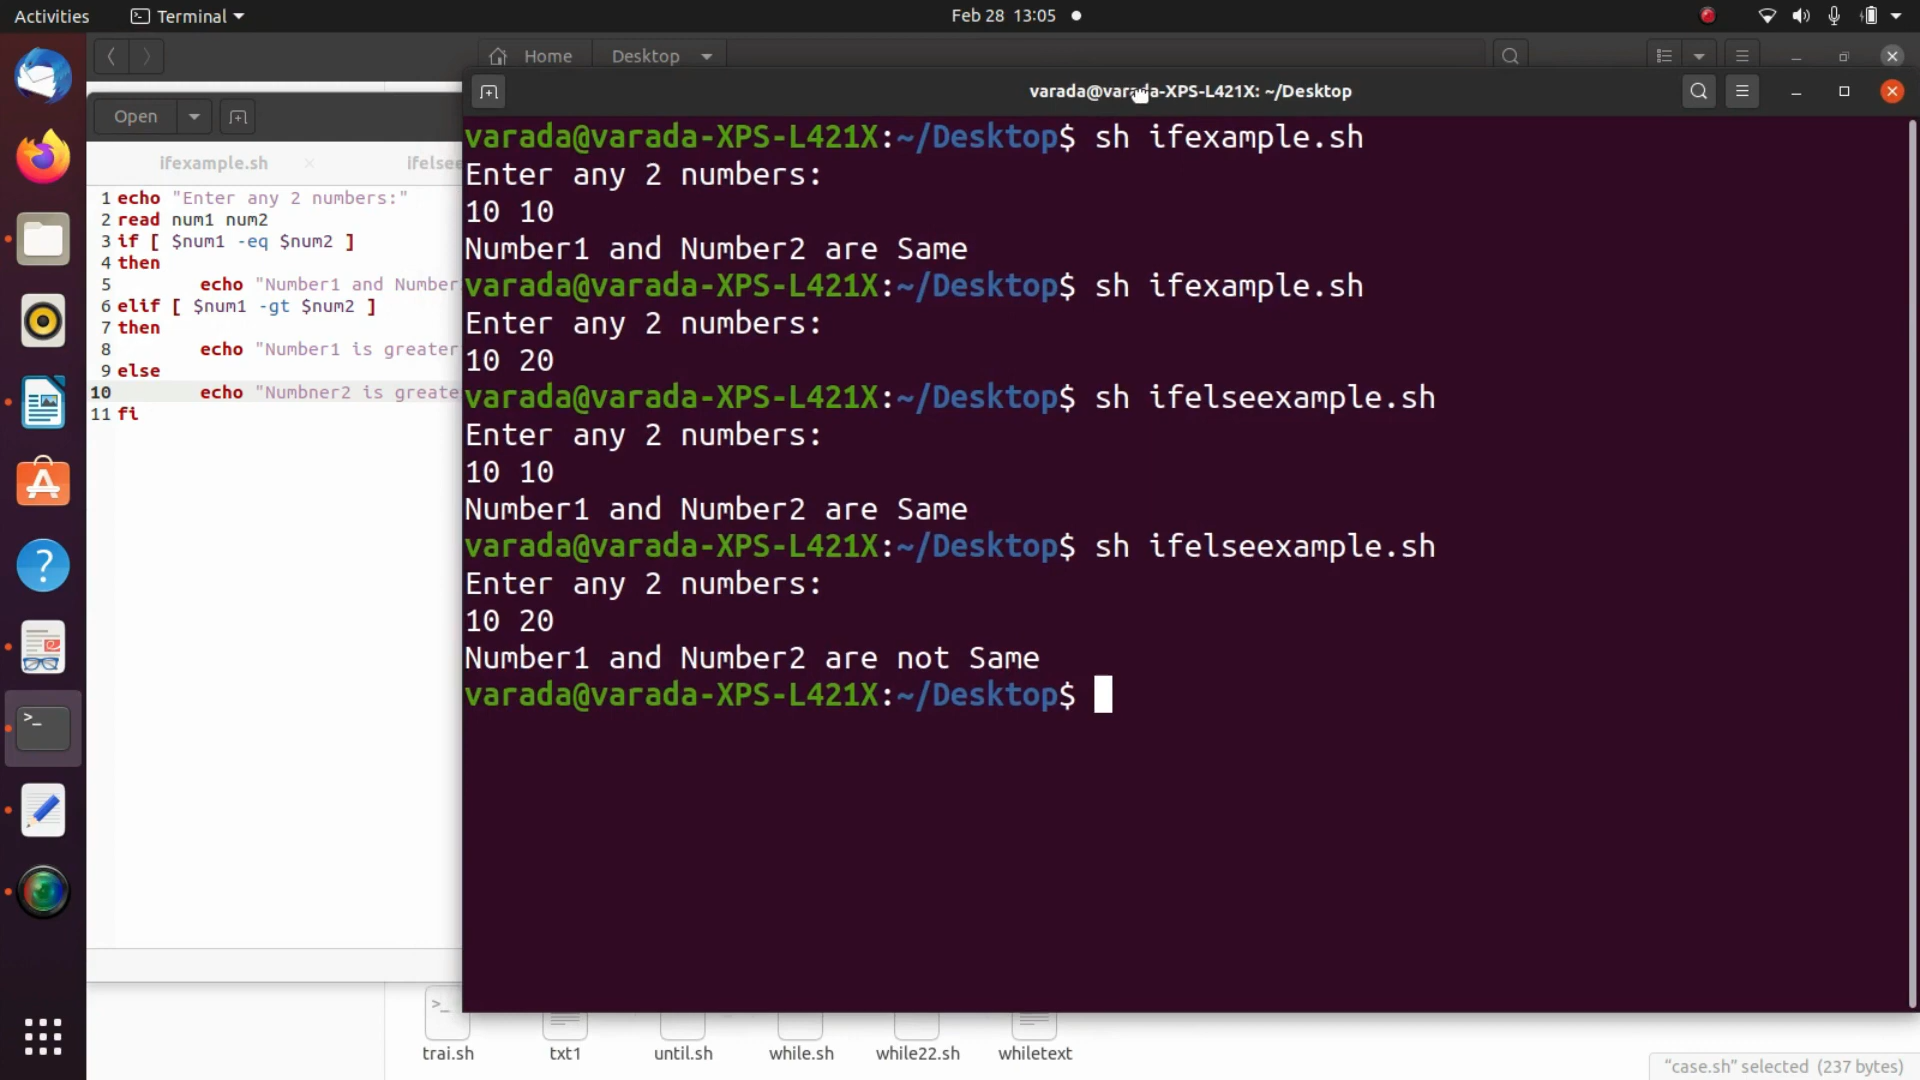 Activities
Terminal
Feb 28 13:05
Home
Desktop
varada@varada-XPS-L421X: ~/Desktop
Open
ifexample.sh
ifelsee
1 echo "Enter any 2 numbers:"
2 read num1 num2
3 if [ $num1 -eq $num2 ]
4 then
5 echo "Number1 and Number
6 elif [ $num1 -gt $num2 ]
7 then
8 echo "Number1 is greater
9 else
10 echo "Numbner2 is greate
11 fi
varada@varada-XPS-L421X:~/Desktop$ sh ifexample.sh
Enter any 2 numbers:
10 10
Number1 and Number2 are Same
varada@varada-XPS-L421X:~/Desktop$ sh ifexample.sh
Enter any 2 numbers:
10 20
varada@varada-XPS-L421X:~/Desktop$ sh ifelseexample.sh
Enter any 2 numbers:
10 10
Number1 and Number2 are Same
varada@varada-XPS-L421X:~/Desktop$ sh ifelseexample.sh
Enter any 2 numbers:
10 20
Number1 and Number2 are not Same
varada@varada-XPS-L421X:~/Desktop$
trai.sh
txt1
until.sh
while.sh
while22.sh
whiletext
"case.sh" selected (237 bytes)